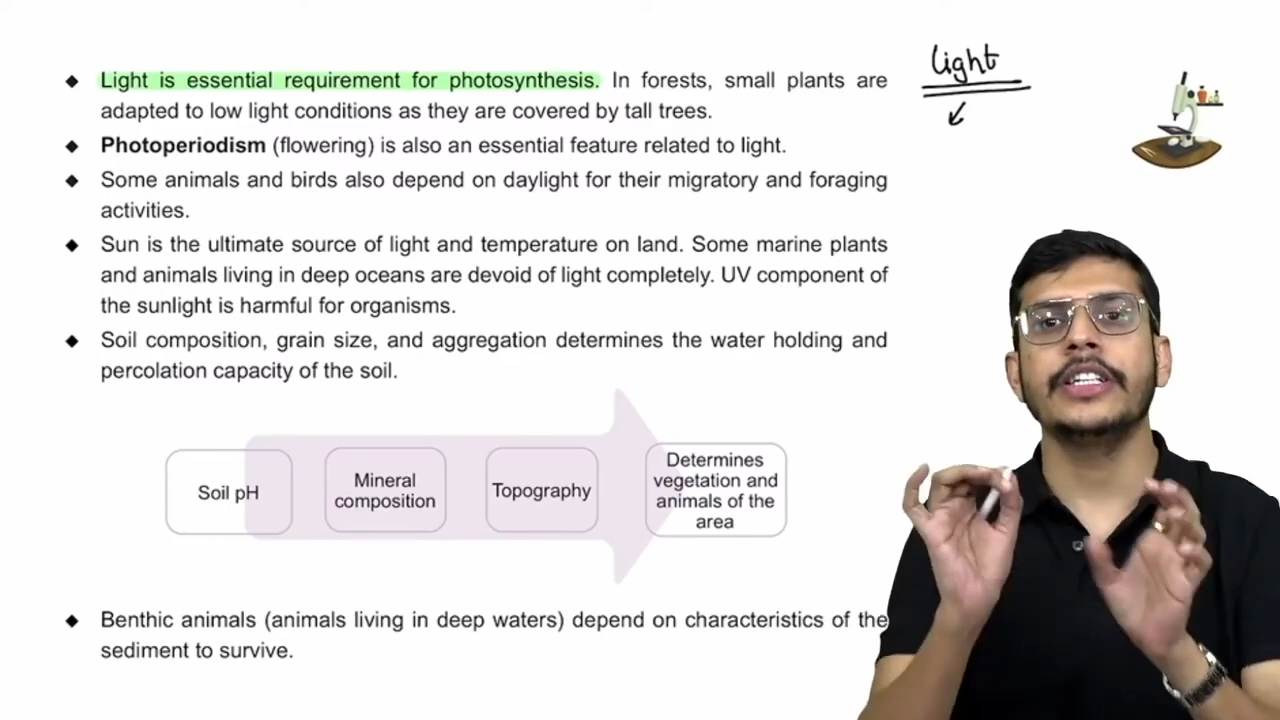 Light is essential requirement for photosynthesis. In forests, small plants are
adapted to low light conditions as they are covered by tall trees.
Photoperiodism (flowering) is also an essential feature related to light.
Some animals and birds also depend on daylight for their migratory and foraging
activities.
Sun is the ultimate source of light and temperature on land. Some marine plants
and animals living in deep oceans are devoid of light completely. UV component of
the sunlight is harmful for organisms.
Soil composition, grain size, and aggregation determines the water holding and
percolation capacity of the soil.
Soil pH
Mineral
composition
Topography
Determines
vegetation and
animals of the
area
Benthic animals (animals living in deep waters) depend on characteristics of the
sediment to survive.
Light